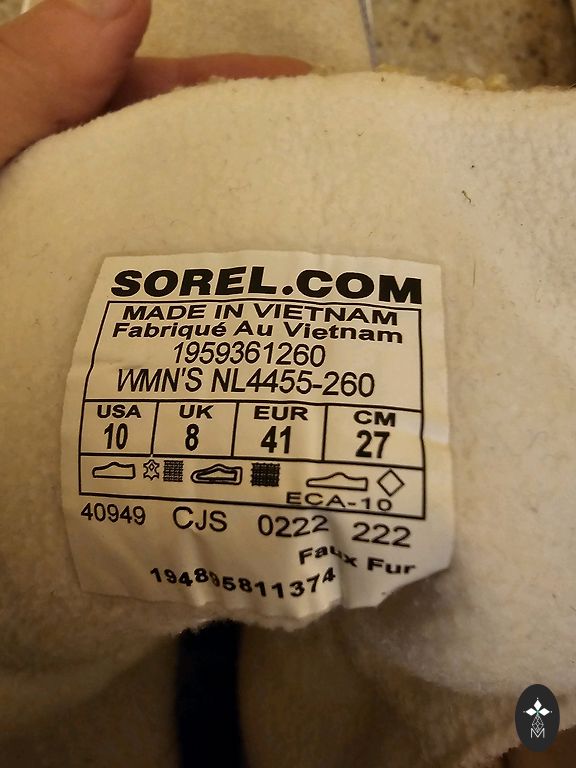 SOREL.COM
MADE IN VIETNAM
Fabriqué Au Vietnam
1959361260
WMN'S NL4455-260
USA UK EUR CM
10 8 41 27
ECA-10
40949 CJS 0222 222
Faux Fur
194895811374
M